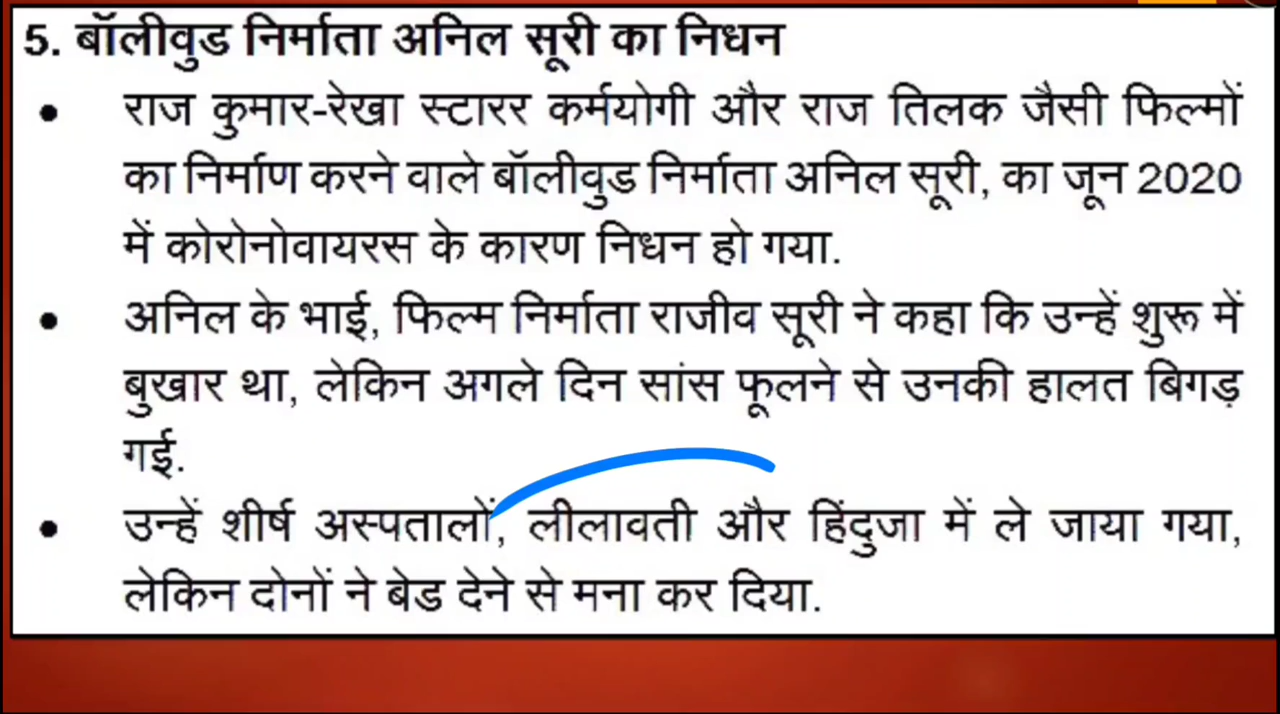 5. बॉलीवुड निर्माता अनिल सूरी का निधन
• राज कुमार-रेखा स्टारर कर्मयोगी और राज तिलक जैसी फिल्मों
का निर्माण करने वाले बॉलीवुड निर्माता अनिल सूरी, का जून 2020
में कोरोनोवायरस के कारण निधन हो गया.
• अनिल के भाई, फिल्म निर्माता राजीव सूरी ने कहा कि उन्हें शुरू में
बुखार था, लेकिन अगले दिन सांस फूलने से उनकी हालत बिगड़
गई.
• उन्हें शीर्ष अस्पतालों, लीलावती और हिंदुजा में ले जाया गया,
लेकिन दोनों ने बेड देने से मना कर दिया.